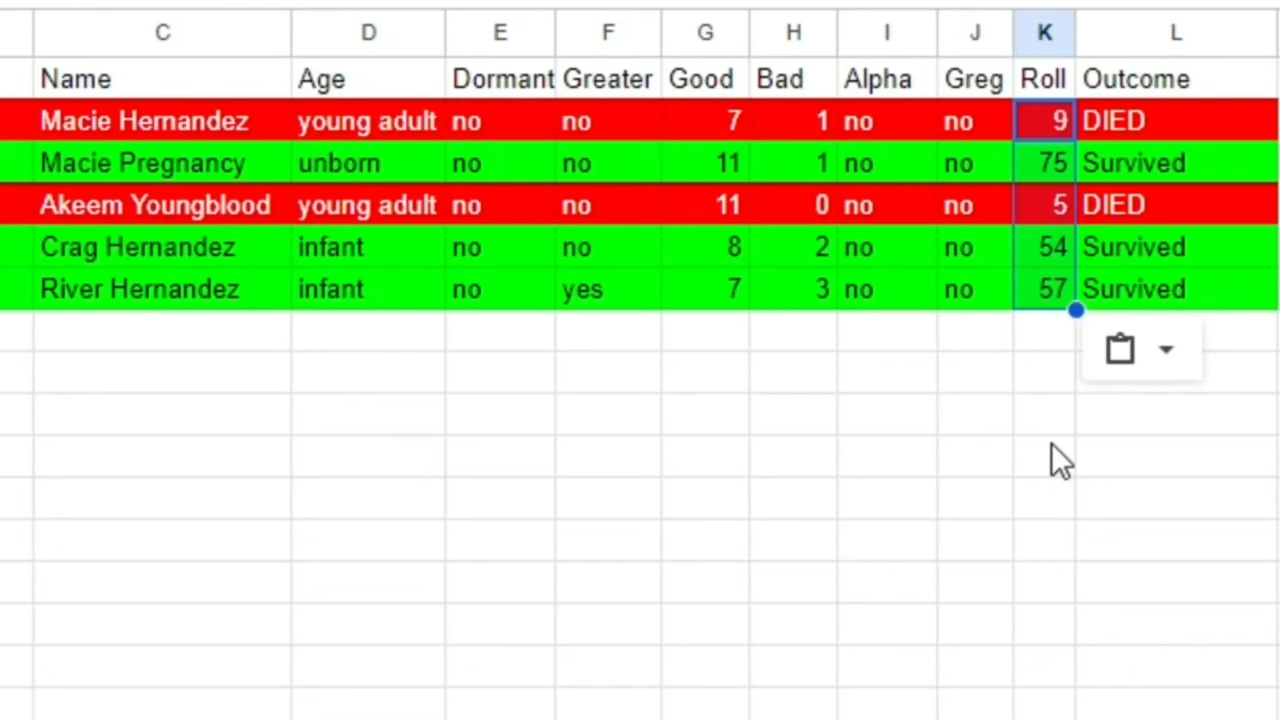 C D E F G H I J K L
Name Age Dormant Greater Good Bad Alpha Greg Roll Outcome
Macie Hernandez young adult no no 7 1 no no 9 DIED
Macie Pregnancy unborn no no 11 1 no no 75 Survived
Akeem Youngblood young adult no no 11 0 no no 5 DIED
Crag Hernandez infant no no 8 2 no no 54 Survived
River Hernandez infant no yes 7 3 no no 57 Survived